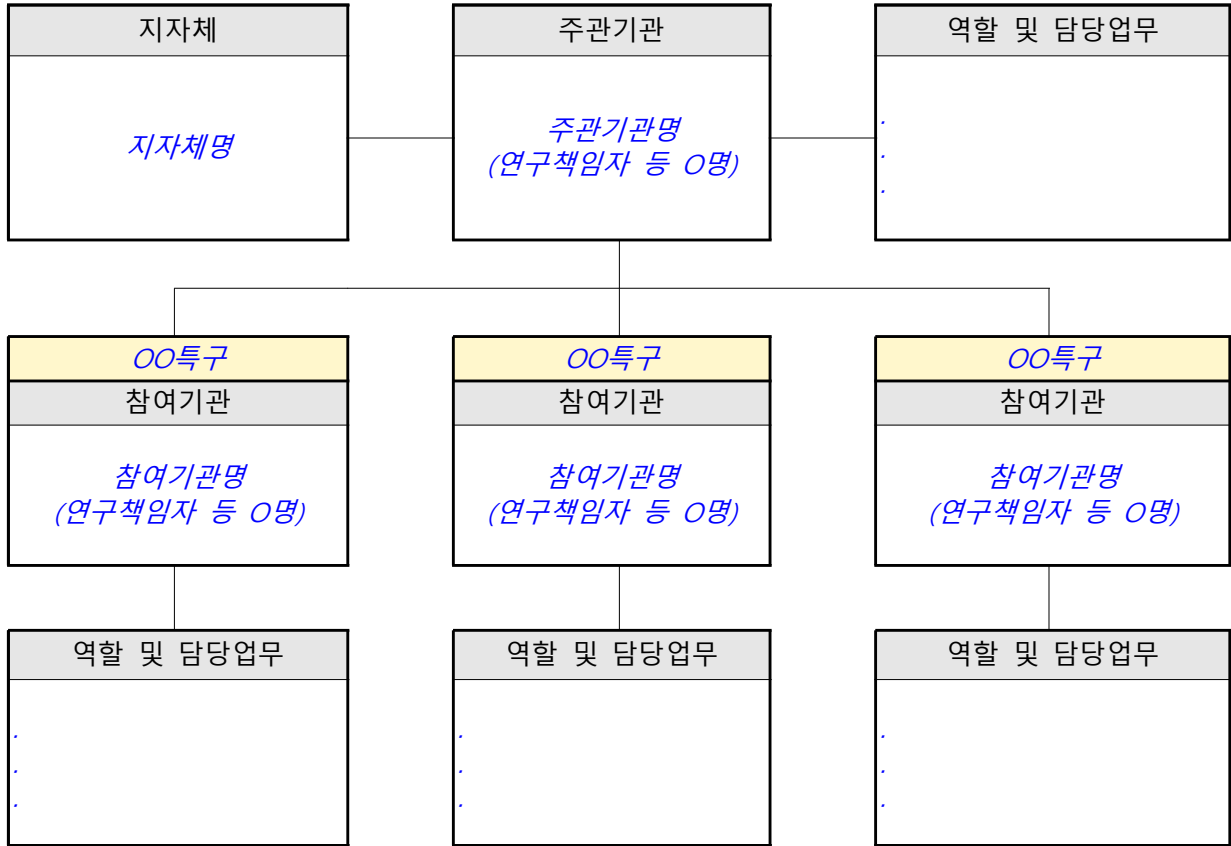 지자체
주관기관
역할 및 담당업무
지자체명
주관기관명
(연구책임자 등 O명)
.
.
.
OO특구
OO특구
OO특구
참여기관
참여기관
참여기관
참여기관명
(연구책임자 등 O명)
참여기관명
(연구책임자 등 O명)
참여기관명
(연구책임자 등 O명)
역할 및 담당업무
역할 및 담당업무
역할 및 담당업무
.
.
.
.
.
.
.
.
.